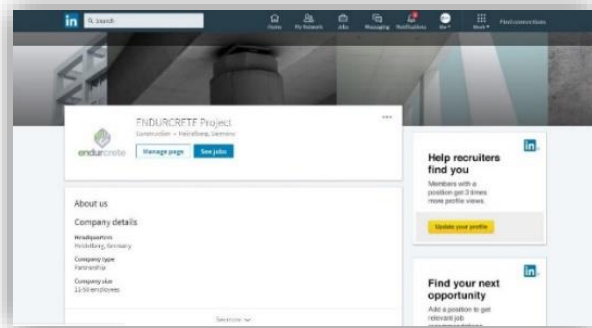 in Search
Home My Network Jobs Messaging Notifications Me Work Find connections
ENDURCRETE Project
Construction • Heidelberg, Germany
endurcrete
Manage page See jobs
About us
Company details
Headquarters
Heidelberg, Germany
Company type
Partnership
Company size
11-50 employees
See more
in
Help recruiters
find you
Members with a
position get 3 times
more profile views.
Update your profile
in
Find your next
opportunity
Add a position to get
relevant job